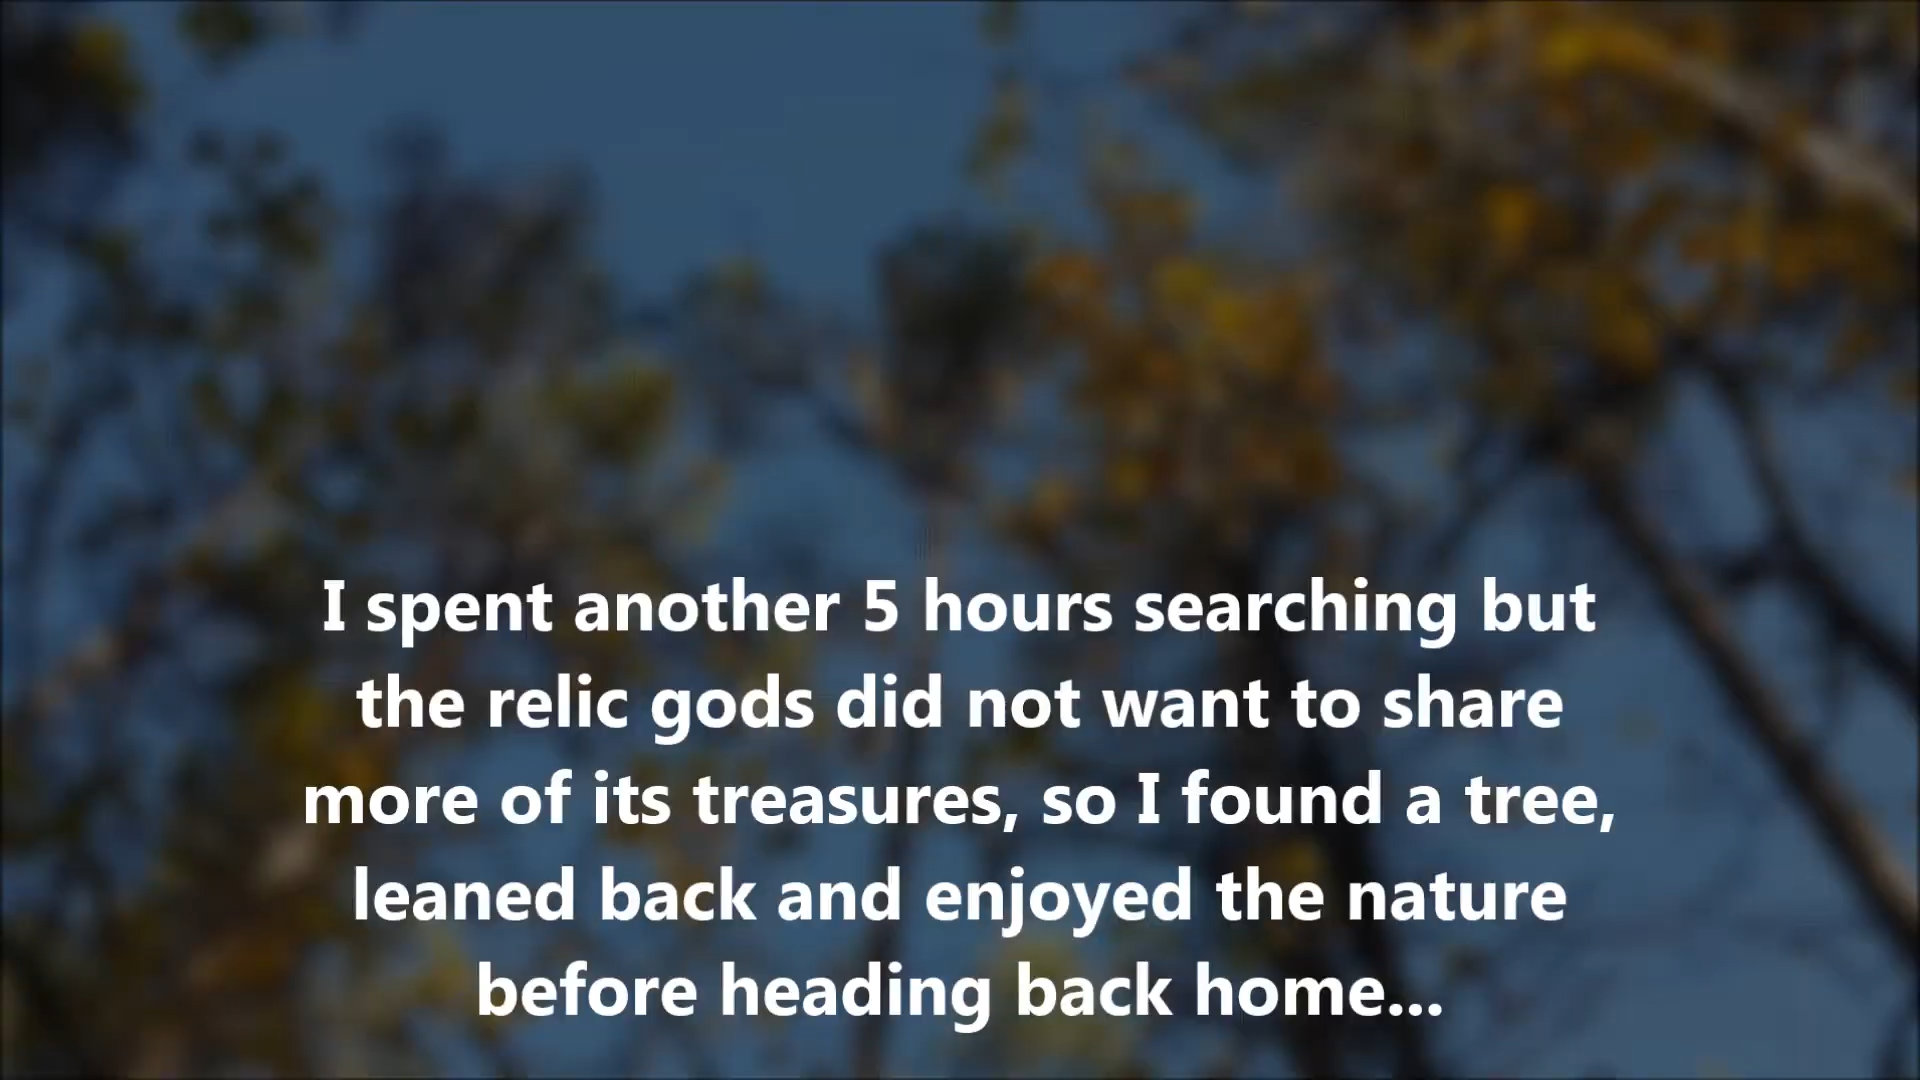 I spent another 5 hours searching but
the relic gods did not want to share
more of its treasures, so I found a tree,
leaned back and enjoyed the nature
before heading back home...